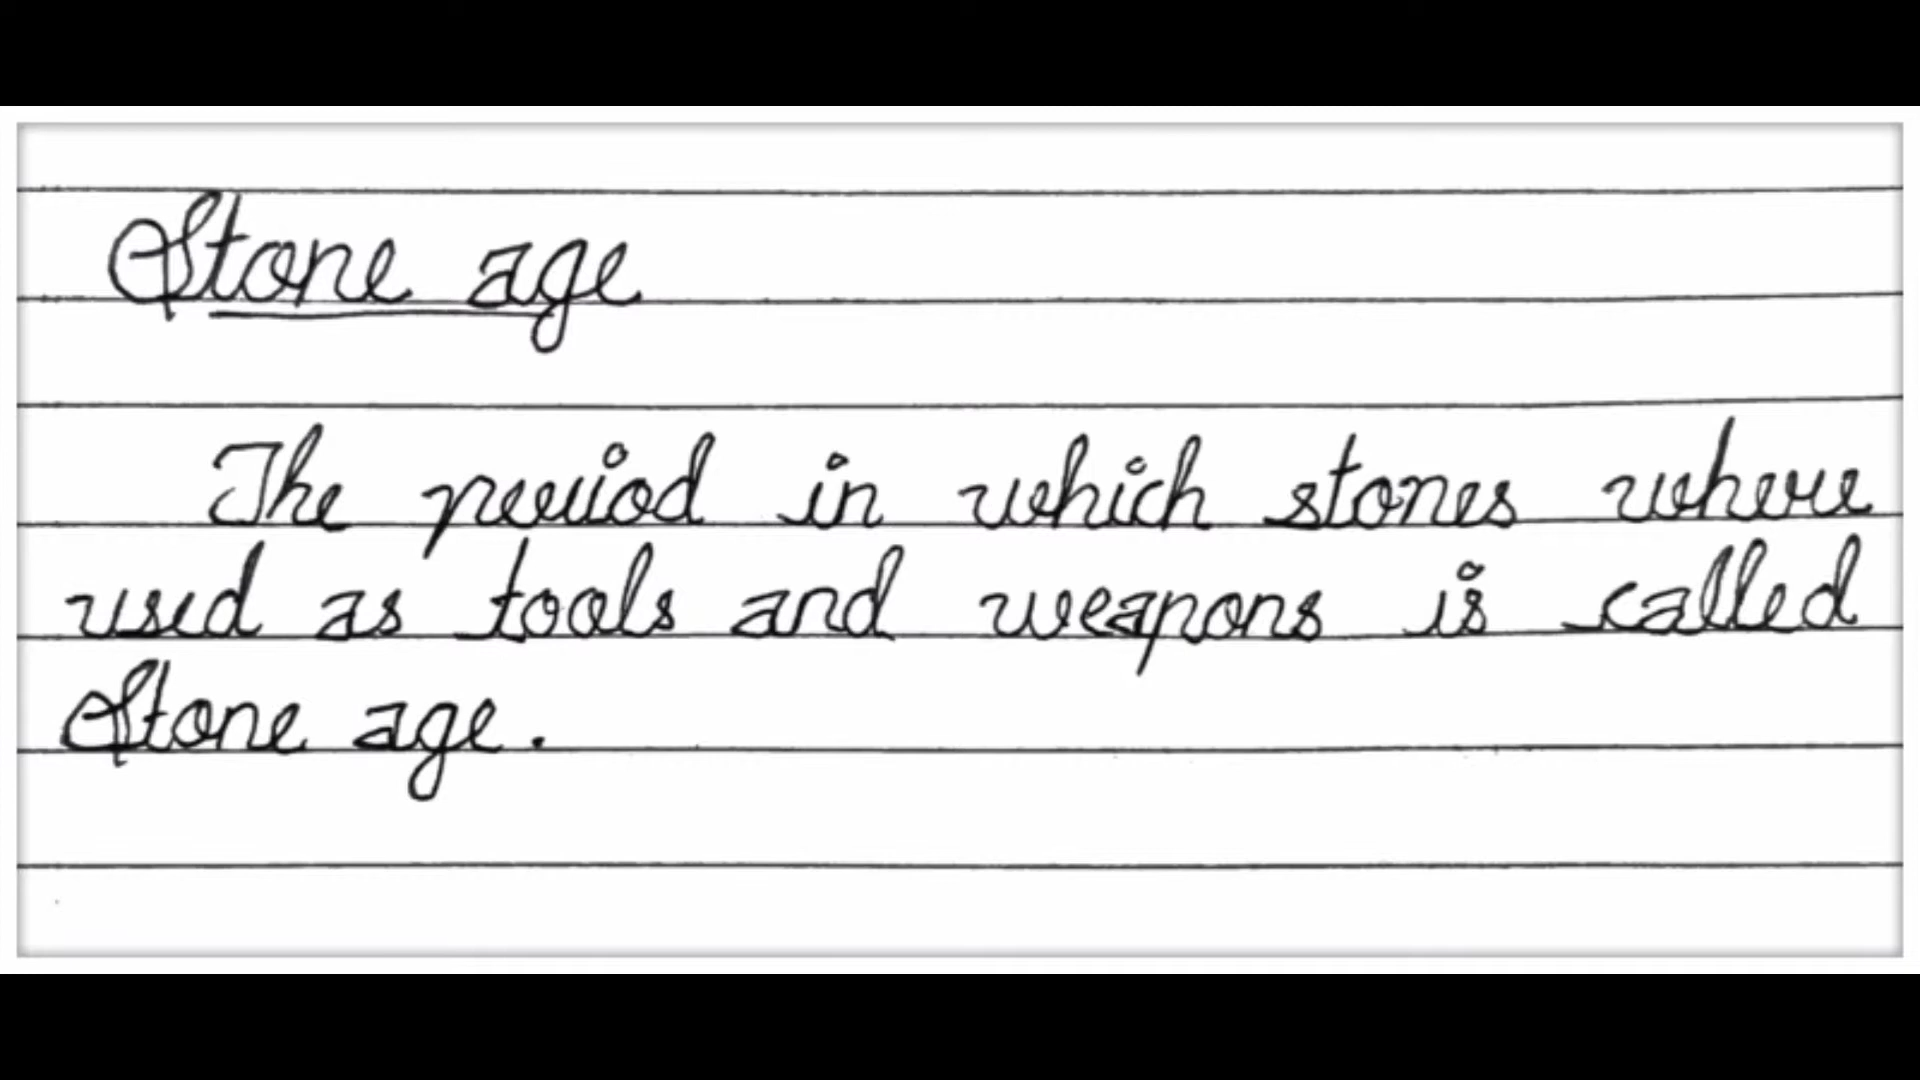 Stone age
The period in which stones where
used as tools and weapons is called
Stone age.